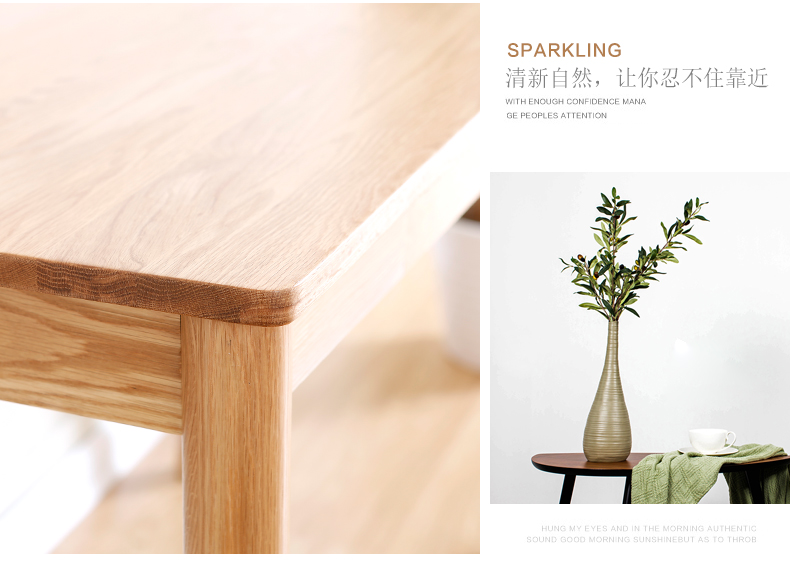 SPARKLING
清新自然，让你忍不住靠近
WITH ENOUGH CONFIDENCE MANA
GE PEOPLES ATTENTION
HUNG MY EYES AND IN THE MORNING AUTHENTIC
SOUND GOOD MORNING SUNSHINEBUT AS TO THROB